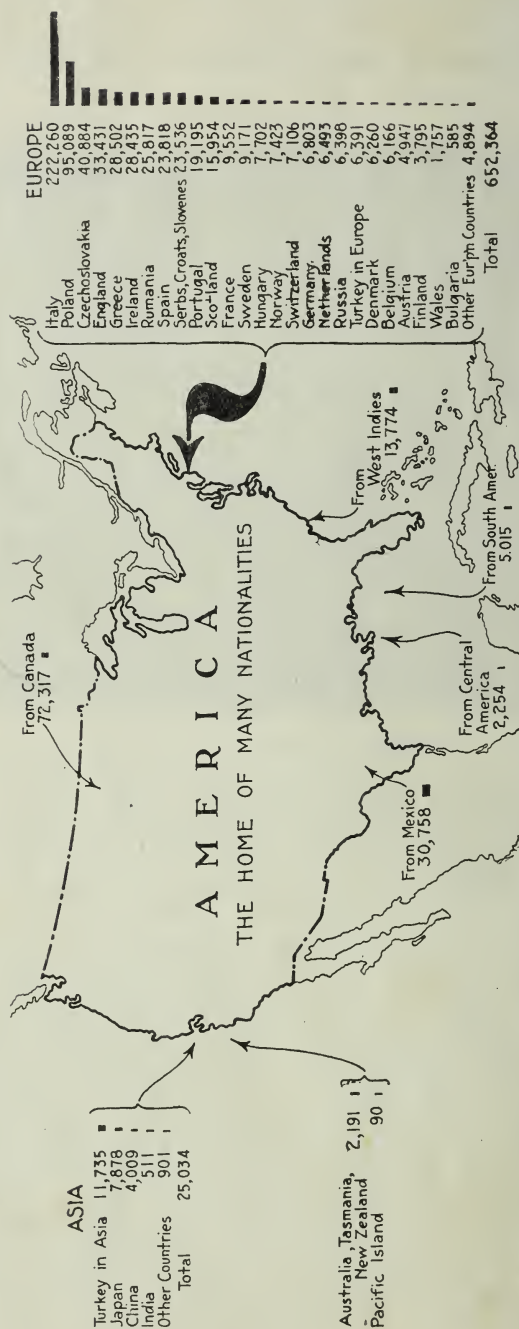 AMERICA
THE HOME OF MANY NATIONALITIES
From Canada
72,317
ASIA
Turkey in Asia 11,735
Japan 7,878
China 4,009
India 511
Other Countries 901
Total 25,034
Australia, Tasmania,
New Zealand 2,191
Pacific Island 90
From Mexico
30,758
From Central
America
2,254
From South Amer.
5.015
From
West Indies
13,774
EUROPE
Italy 222,260
Poland 95,089
Czechoslovakia 40,884
England 33,431
Greece 28,502
Ireland 28,435
Rumania 25,817
Spain 23,818
Serbs, Croats, Slovenes 23,536
Portugal 19,195
Scotland 15,954
France 9,552
Sweden 9,171
Hungary 7,702
Norway 7,423
Switzerland 7,106
Germany 6,803
Netherlands 6,493
Russia 6,398
Turkey in Europe 6,391
Denmark 6,260
Belgium 6,166
Austria 4,947
Finland 3,795
Wales 1,757
Bulgaria 585
Other Eur'ph Countries 4,894
Total 652,364